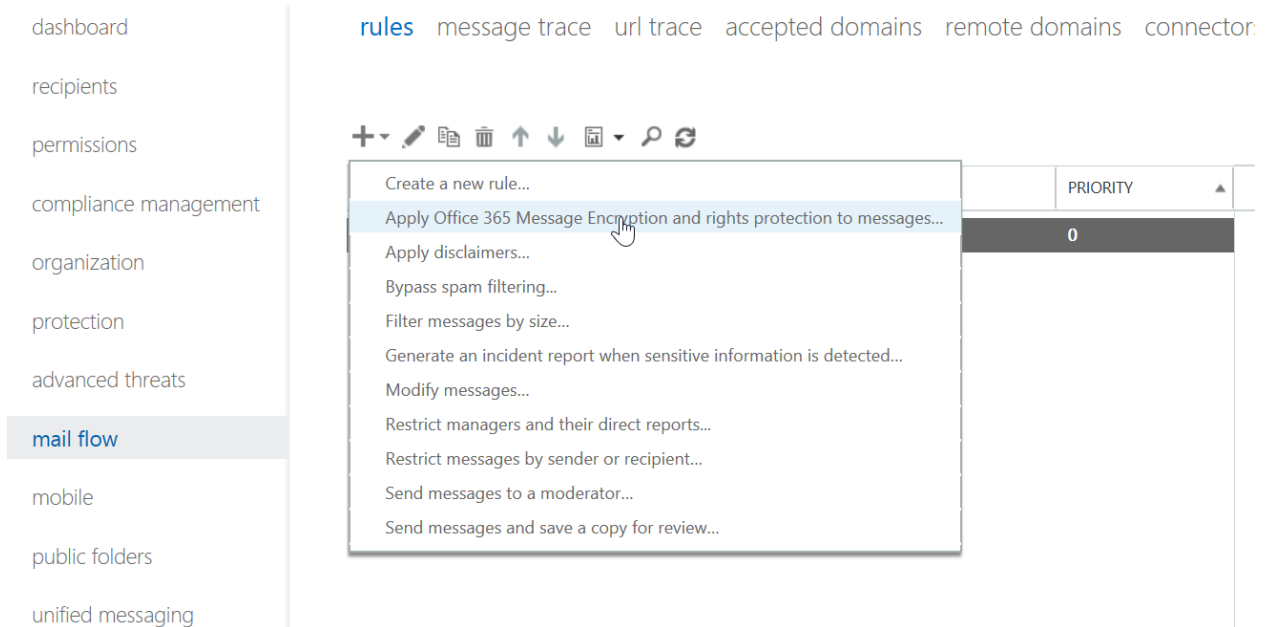 dashboard
recipients
permissions
compliance management
organization
protection
advanced threats
mail flow
mobile
public folders
unified messaging
rules message trace url trace accepted domains remote domains connectors
Create a new rule...
Apply Office 365 Message Encryption and rights protection to messages...
Apply disclaimers...
Bypass spam filtering...
Filter messages by size...
Generate an incident report when sensitive information is detected...
Modify messages...
Restrict managers and their direct reports...
Restrict messages by sender or recipient...
Send messages to a moderator...
Send messages and save a copy for review...
PRIORITY
0